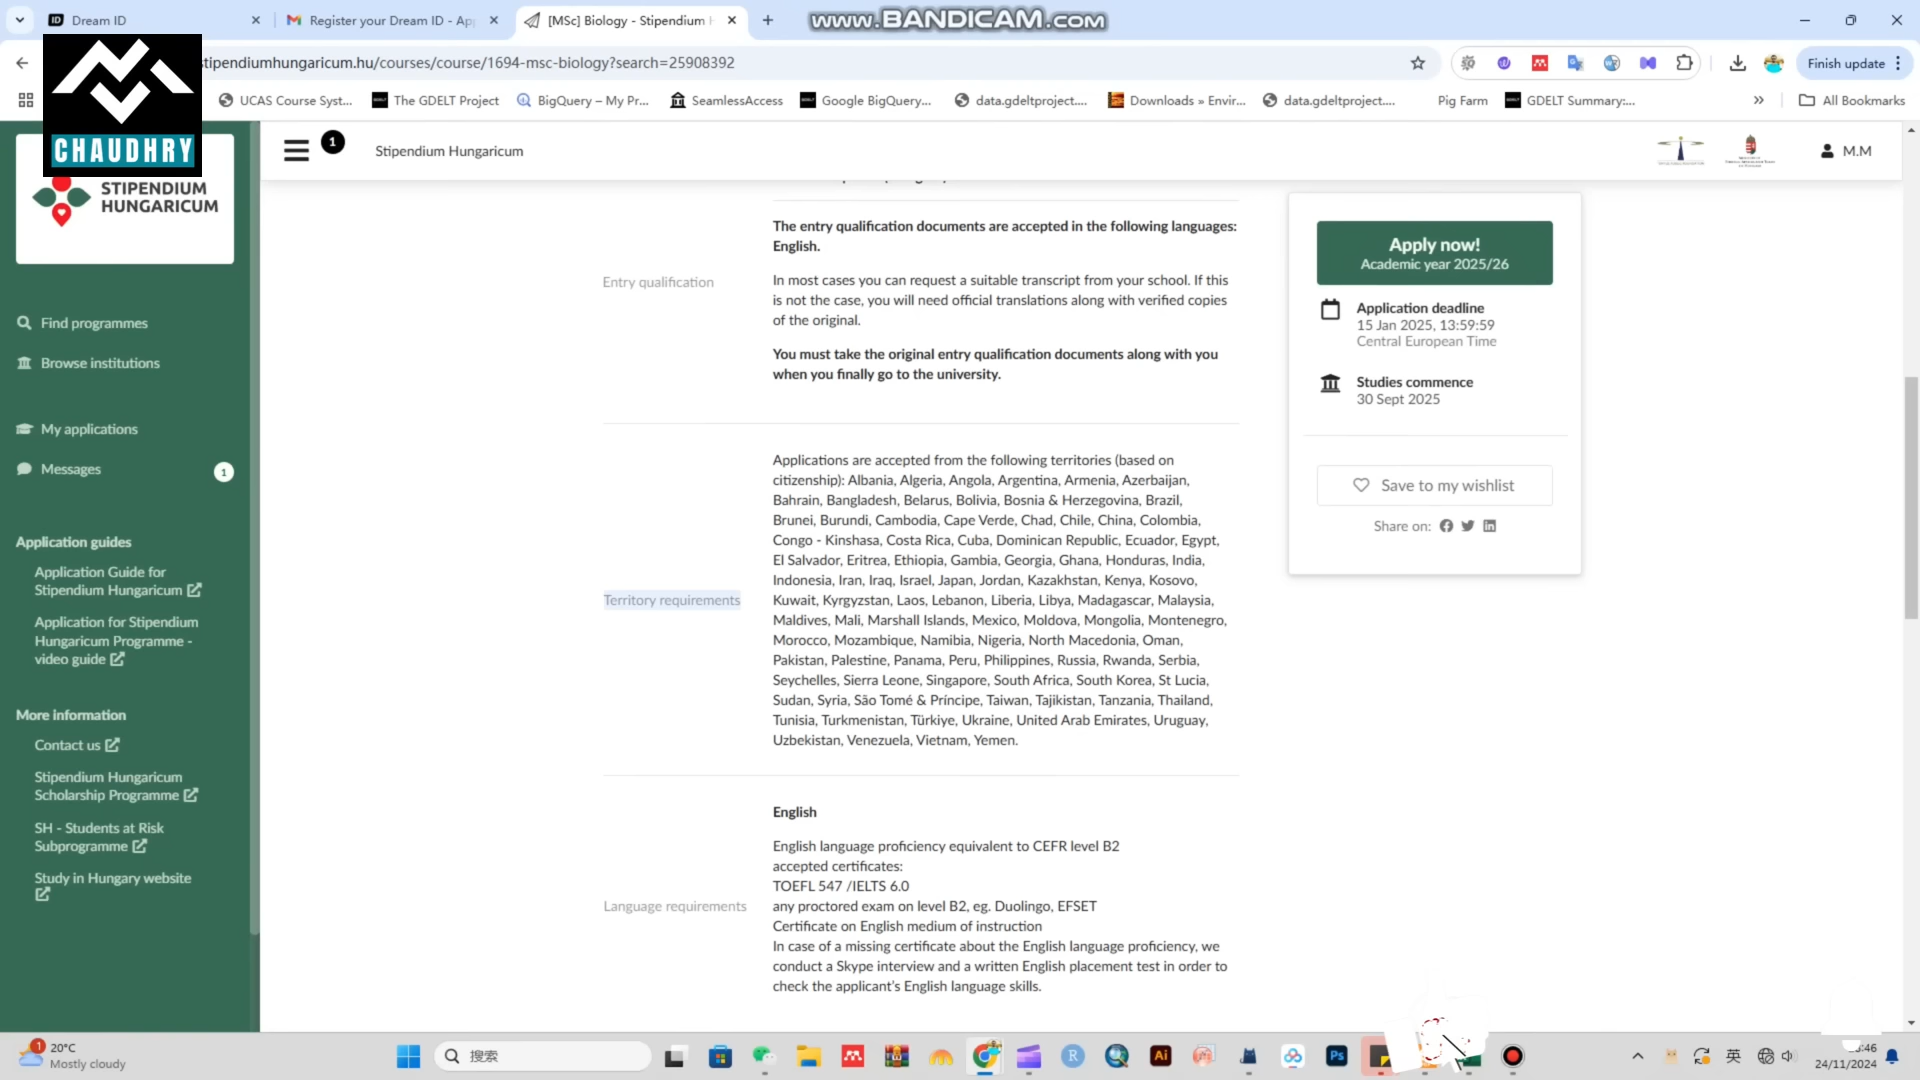 Dream ID
Register your Dream ID - Ap
[MSc] Biology - Stipendium H
www.BANDICAM.com
stipendiumhungaricum.hu/courses/course/1694-msc-biology?search=25908392
Finish update
UCAS Course Syst...
The GDELT Project
BigQuery – My Pr...
SeamlessAccess
Google BigQuery...
data.gdeltproject....
Downloads » Envir...
data.gdeltproject....
Pig Farm
GDELT Summary:...
All Bookmarks
CHAUDHRY
STIPENDIUM
HUNGARICUM
1
Stipendium Hungaricum
M.M
Find programmes
Browse institutions
My applications
Messages
1
Application guides
Application Guide for
Stipendium Hungaricum
Application for Stipendium
Hungaricum Programme -
video guide
More information
Contact us
Stipendium Hungaricum
Scholarship Programme
SH - Students at Risk
Subprogramme
Study in Hungary website
Entry qualification
The entry qualification documents are accepted in the following languages:
English.
In most cases you can request a suitable transcript from your school. If this
is not the case, you will need official translations along with verified copies
of the original.
You must take the original entry qualification documents along with you
when you finally go to the university.
Territory requirements
Applications are accepted from the following territories (based on
citizenship): Albania, Algeria, Angola, Argentina, Armenia, Azerbaijan,
Bahrain, Bangladesh, Belarus, Bolivia, Bosnia & Herzegovina, Brazil,
Brunei, Burundi, Cambodia, Cape Verde, Chad, Chile, China, Colombia,
Congo - Kinshasa, Costa Rica, Cuba, Dominican Republic, Ecuador, Egypt,
El Salvador, Eritrea, Ethiopia, Gambia, Georgia, Ghana, Honduras, India,
Indonesia, Iran, Iraq, Israel, Japan, Jordan, Kazakhstan, Kenya, Kosovo,
Kuwait, Kyrgyzstan, Laos, Lebanon, Liberia, Libya, Madagascar, Malaysia,
Maldives, Mali, Marshall Islands, Mexico, Moldova, Mongolia, Montenegro,
Morocco, Mozambique, Namibia, Nigeria, North Macedonia, Oman,
Pakistan, Palestine, Panama, Peru, Philippines, Russia, Rwanda, Serbia,
Seychelles, Sierra Leone, Singapore, South Africa, South Korea, St Lucia,
Sudan, Syria, São Tomé & Príncipe, Taiwan, Tajikistan, Tanzania, Thailand,
Tunisia, Turkmenistan, Türkiye, Ukraine, United Arab Emirates, Uruguay,
Uzbekistan, Venezuela, Vietnam, Yemen.
Language requirements
English
English language proficiency equivalent to CEFR level B2
accepted certificates:
TOEFL 547 /IELTS 6.0
any proctored exam on level B2, eg. Duolingo, EFSET
Certificate on English medium of instruction
In case of a missing certificate about the English language proficiency, we
conduct a Skype interview and a written English placement test in order to
check the applicant's English language skills.
Apply now!
Academic year 2025/26
Application deadline
15 Jan 2025, 13:59:59
Central European Time
Studies commence
30 Sept 2025
Save to my wishlist
Share on:
1
20°C
Mostly cloudy
搜索
R
Ai
Ps
英
:46
24/11/2024